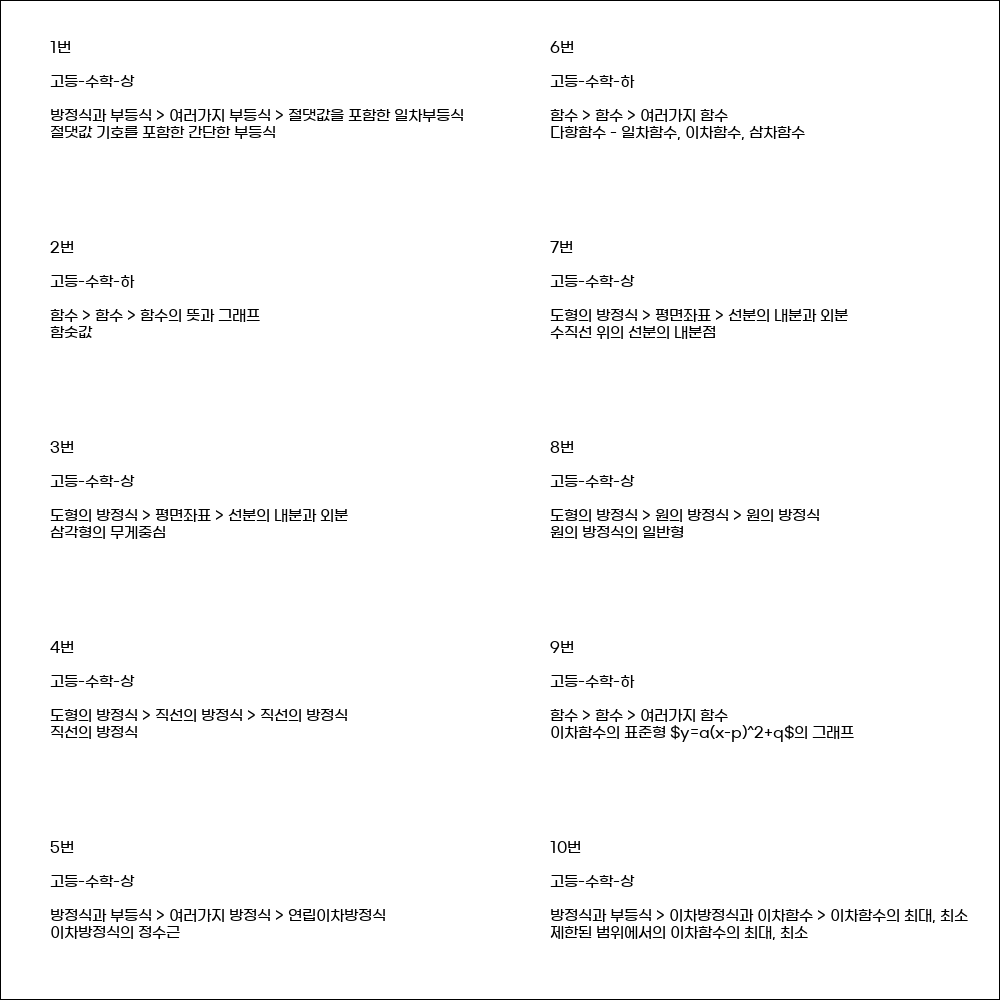 1번
고등-수학-상
방정식과 부등식 > 여러가지 부등식 > 절댓값을 포함한 일차부등식
절댓값 기호를 포함한 간단한 부등식
2번
고등-수학-하
함수 > 함수 > 함수의 뜻과 그래프
함숫값
3번
고등-수학-상
도형의 방정식 > 평면좌표 > 선분의 내분과 외분
삼각형의 무게중심
4번
고등-수학-상
도형의 방정식 > 직선의 방정식 > 직선의 방정식
직선의 방정식
5번
고등-수학-상
방정식과 부등식 > 여러가지 방정식 > 연립이차방정식
이차방정식의 정수근
6번
고등-수학-하
함수 > 함수 > 여러가지 함수
다항함수 - 일차함수, 이차함수, 삼차함수
7번
고등-수학-상
도형의 방정식 > 평면좌표 > 선분의 내분과 외분
수직선 위의 선분의 내분점
8번
고등-수학-상
도형의 방정식 > 원의 방정식 > 원의 방정식
원의 방정식의 일반형
9번
고등-수학-하
함수 > 함수 > 여러가지 함수
이차함수의 표준형 $y=a(x-p)^2+q$의 그래프
10번
고등-수학-상
방정식과 부등식 > 이차방정식과 이차함수 > 이차함수의 최대, 최소
제한된 범위에서의 이차함수의 최대, 최소